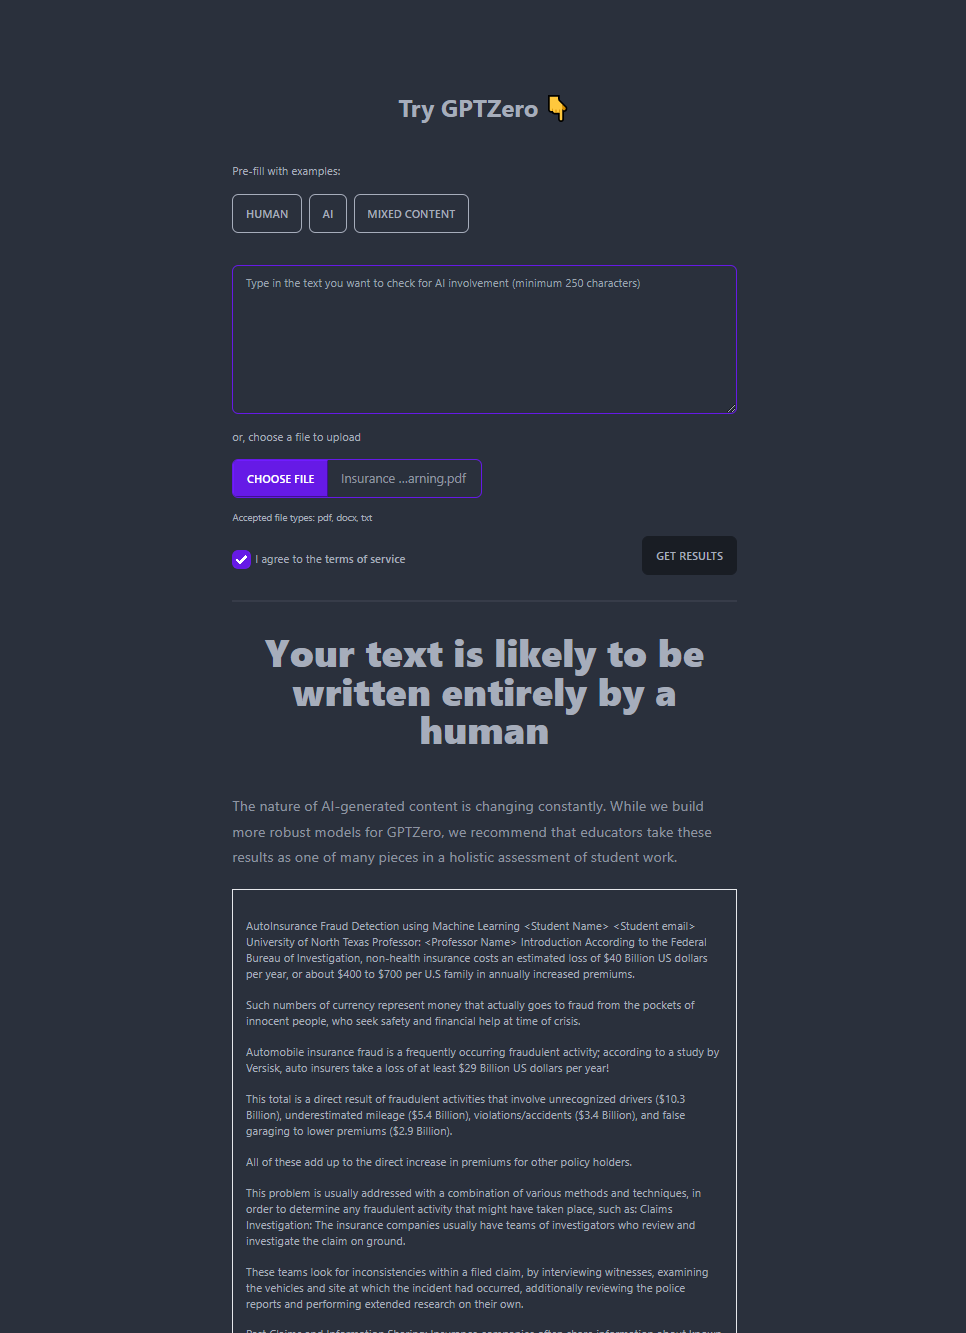 Try GPTZero 👇
Pre-fill with examples:
HUMAN
AI
MIXED CONTENT
Type in the text you want to check for AI involvement (minimum 250 characters)
or, choose a file to upload
CHOOSE FILE
Insurance ...arning.pdf
Accepted file types: pdf, docx, txt
I agree to the terms of service
GET RESULTS
Your text is likely to be
written entirely by a
human
The nature of AI-generated content is changing constantly. While we build
more robust models for GPTZero, we recommend that educators take these
results as one of many pieces in a holistic assessment of student work.
AutoInsurance Fraud Detection using Machine Learning <Student Name> <Student email>
University of North Texas Professor: <Professor Name> Introduction According to the Federal
Bureau of Investigation, non-health insurance costs an estimated loss of $40 Billion US dollars
per year, or about $400 to $700 per U.S family in annually increased premiums.
Such numbers of currency represent money that actually goes to fraud from the pockets of
innocent people, who seek safety and financial help at time of crisis.
Automobile insurance fraud is a frequently occurring fraudulent activity; according to a study by
Versisk, auto insurers take a loss of at least $29 Billion US dollars per year!
This total is a direct result of fraudulent activities that involve unrecognized drivers ($10.3
Billion), underestimated mileage ($5.4 Billion), violations/accidents ($3.4 Billion), and false
garaging to lower premiums ($2.9 Billion).
All of these add up to the direct increase in premiums for other policy holders.
This problem is usually addressed with a combination of various methods and techniques, in
order to determine any fraudulent activity that might have taken place, such as: Claims
Investigation: The insurance companies usually have teams of investigators who review and
investigate the claim on ground.
These teams look for inconsistencies within a filed claim, by interviewing witnesses, examining
the vehicles and site at which the incident had occurred, additionally reviewing the police
reports and performing extended research on their own.
Past Claims and Information Sharing: Insurance companies often share information about known